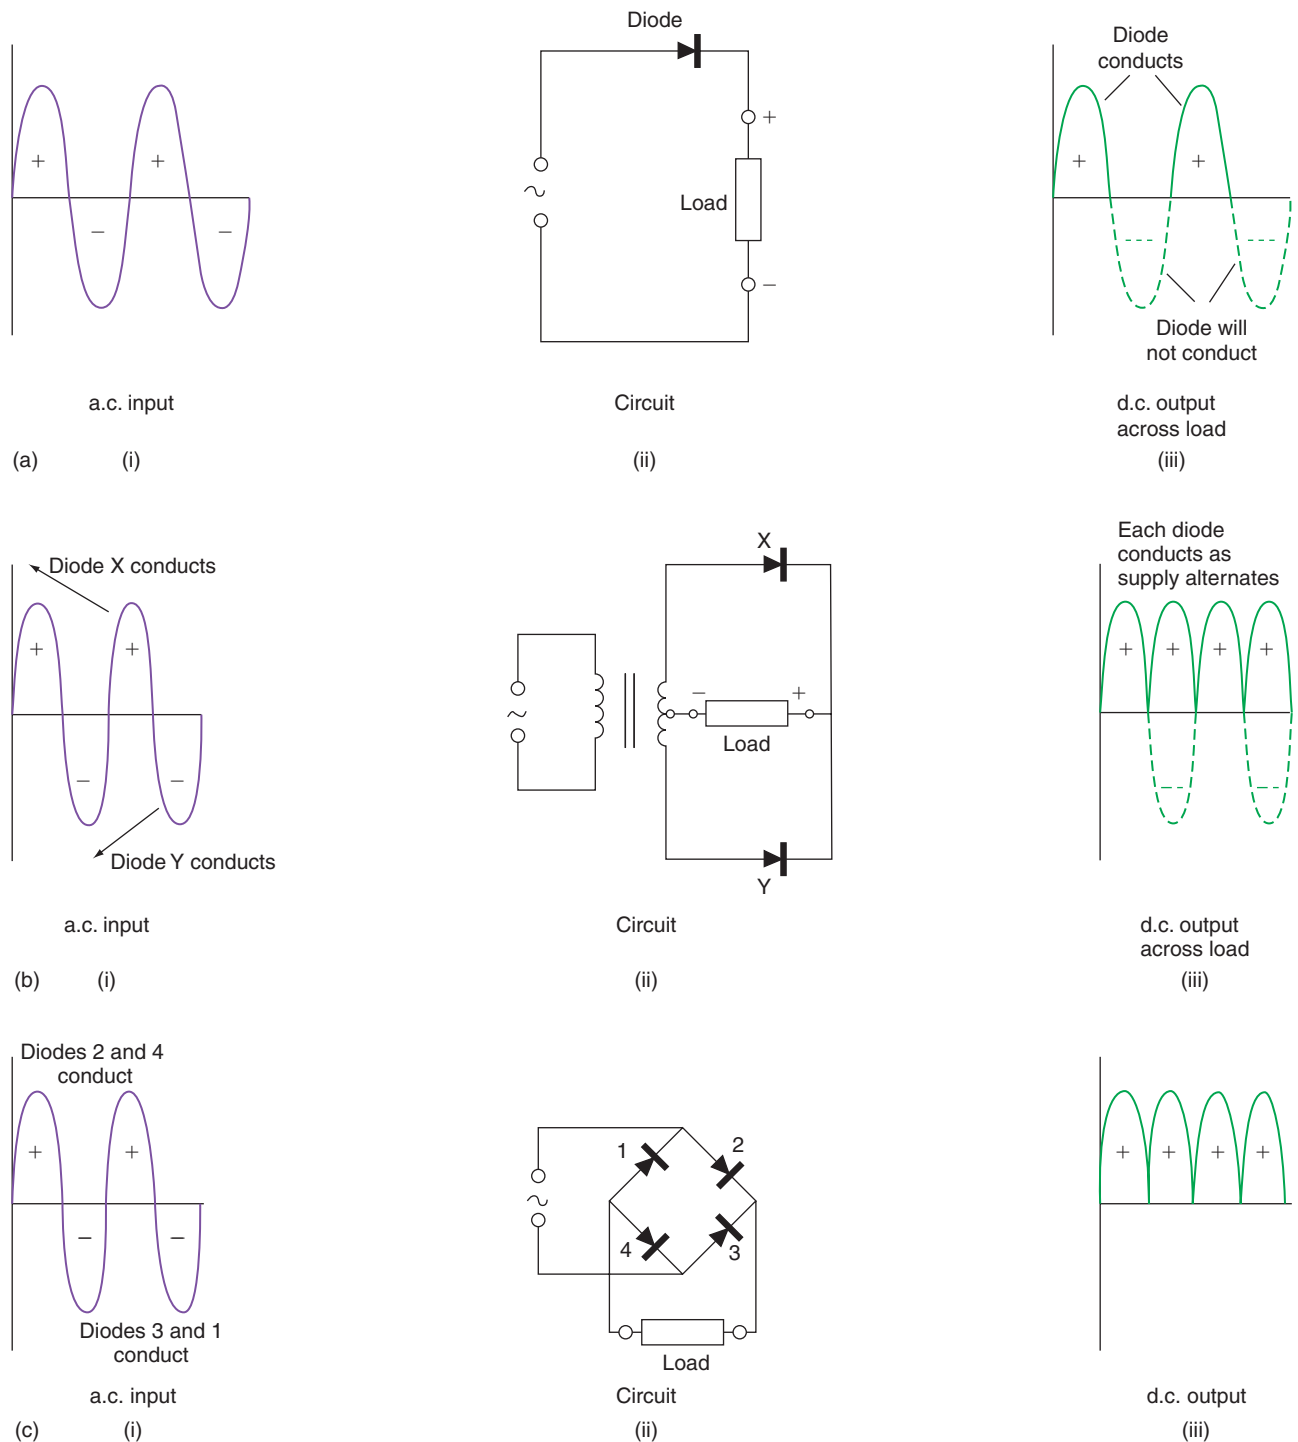 Diode
Diode
conducts
+
+
−
−
+
Load
−
+
+
Diode will
not conduct
a.c. input
Circuit
d.c. output
across load
(a)
(i)
(ii)
(iii)
Diode X conducts
+
+
−
−
Diode Y conducts
X
−
+
Load
Y
Each diode
conducts as
supply alternates
+
+
+
+
a.c. input
Circuit
d.c. output
across load
(b)
(i)
(ii)
(iii)
Diodes 2 and 4
conduct
+
+
−
−
Diodes 3 and 1
conduct
1
2
4
3
Load
+
+
+
+
a.c. input
Circuit
d.c. output
(c)
(i)
(ii)
(iii)